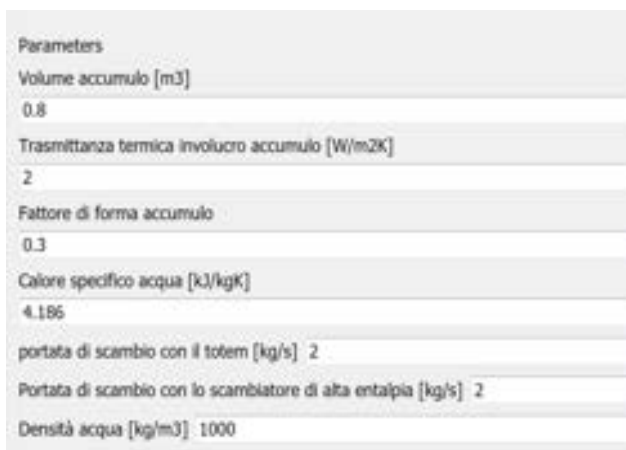 Parameters
Volume accumulo [m3]
0.8
Trasmittanza termica involucro accumulo [W/m2K]
2
Fattore di forma accumulo
0.3
Calore specifico acqua [kJ/kgK]
4.186
portata di scambio con il totem [kg/s] 2
Portata di scambio con lo scambiatore di alta entalpia [kg/s] 2
Densità acqua [kg/m3] 1000